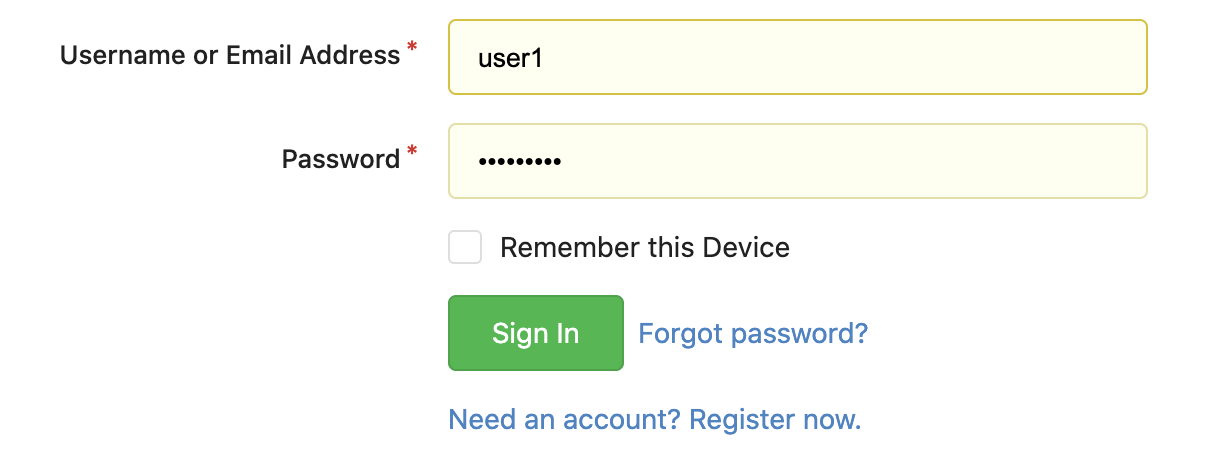 Username or Email Address *
user1
Password *
•••••••••
Remember this Device
Sign In Forgot password?
Need an account? Register now.